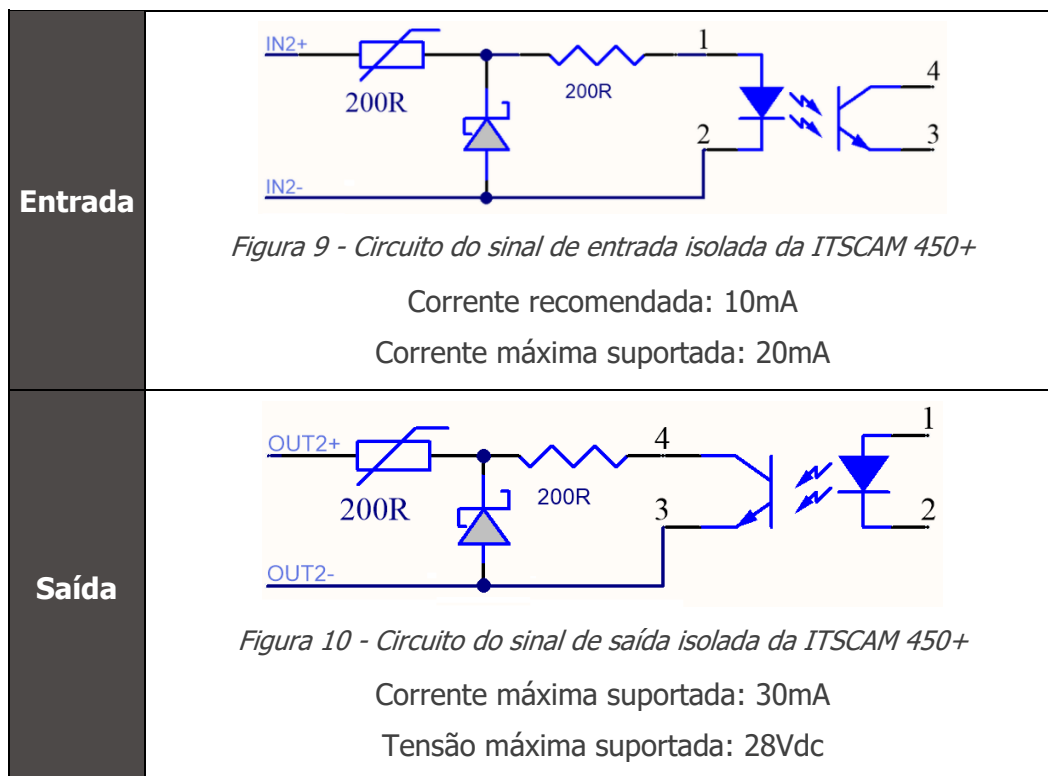 Entrada
IN2+
200R
200R
1
2
4
3
IN2-
Figura 9 - Circuito do sinal de entrada isolada da ITSCAM 450+
Corrente recomendada: 10mA
Corrente máxima suportada: 20mA
Saída
OUT2+
200R
200R
4
3
1
2
OUT2-
Figura 10 - Circuito do sinal de saída isolada da ITSCAM 450+
Corrente máxima suportada: 30mA
Tensão máxima suportada: 28Vdc